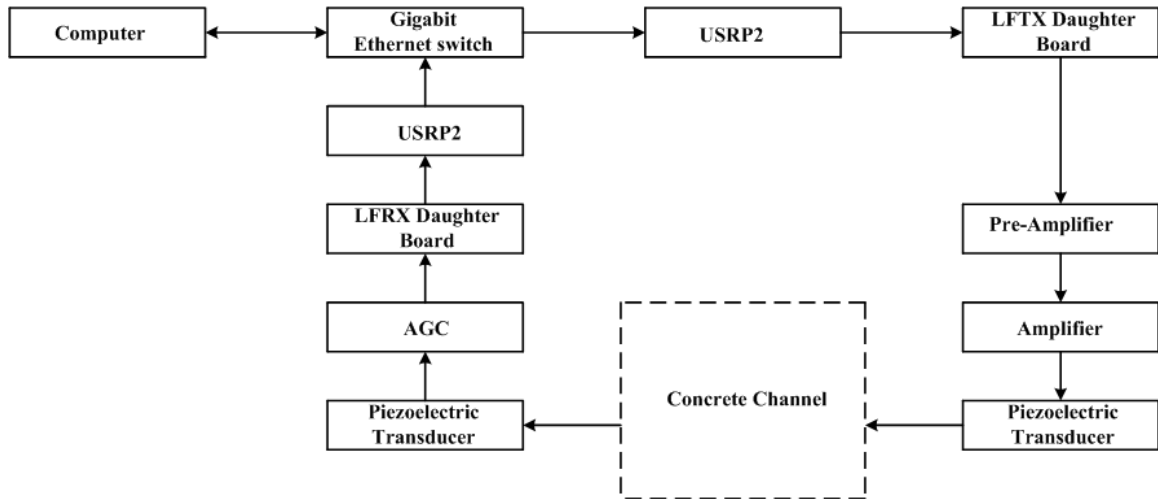 Computer
Gigabit
Ethernet switch
USRP2
LFTX Daughter
Board
USRP2
LFRX Daughter
Board
Pre-Amplifier
AGC
Amplifier
Concrete Channel
Piezoelectric
Transducer
Piezoelectric
Transducer